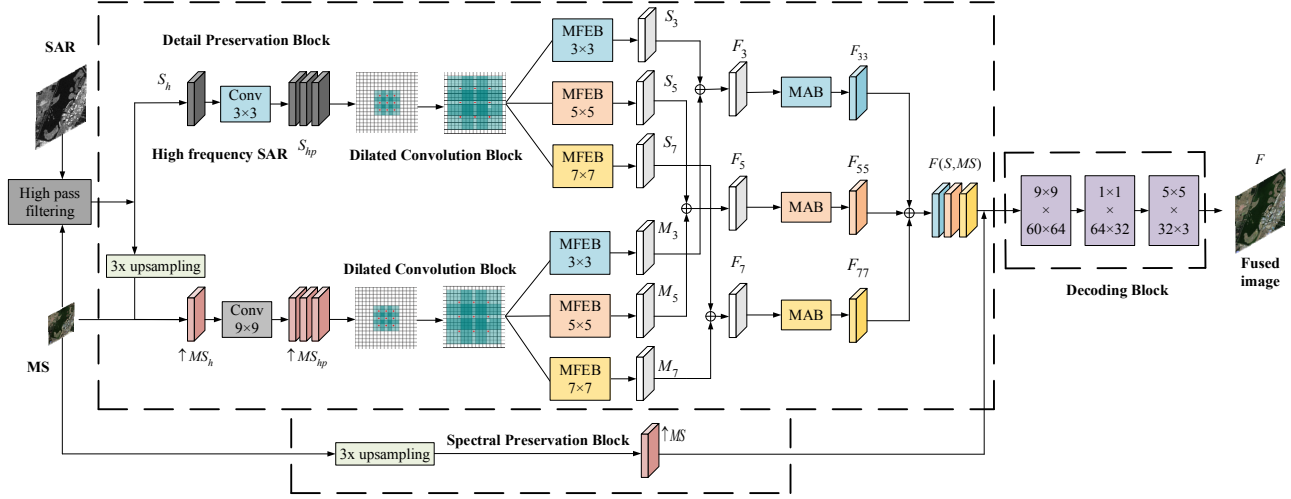 SAR
Detail Preservation Block
S_h
Conv
3×3
S_hp
High frequency SAR
Dilated Convolution Block
MFEB
3×3
S_3
MFEB
5×5
S_5
MFEB
7×7
S_7
F_3
MAB
F_33
F_5
MAB
F_55
F(S,MS)
High pass
filtering
3x upsampling
MS
↑MS_h
Conv
9×9
↑MS_hp
Dilated Convolution Block
MFEB
3×3
M_3
MFEB
5×5
M_5
MFEB
7×7
M_7
F_7
MAB
F_77
9×9
×
60×64
1×1
×
64×32
5×5
×
32×3
Decoding Block
F
Fused
image
Spectral Preservation Block
3x upsampling
↑MS